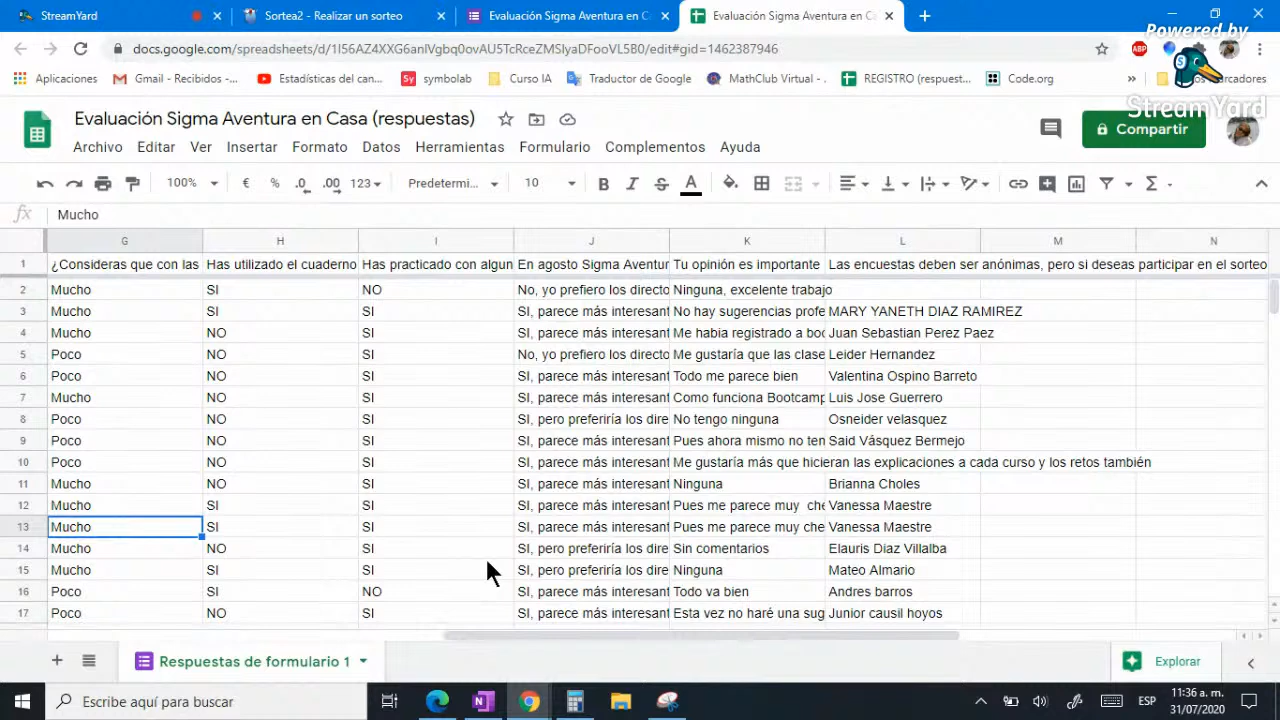 StreamYard
Sortea2 - Realizar un sorteo
Evaluación Sigma Aventura en C
Evaluación Sigma Aventura en C
Powered by
StreamYard
docs.google.com/spreadsheets/d/1I56AZ4XXG6anIVgbq0ovAU5TcRceZMSIyaDFooVL5B0/edit#gid=1462387946
ABP
Aplicaciones
Gmail - Recibidos -...
Estadísticas del can...
Sy symbolab
Curso IA
Traductor de Google
MathClub Virtual -...
REGISTRO (respuest...
Code.org
»
Evaluación Sigma Aventura en Casa (respuestas)
Archivo Editar Ver Insertar Formato Datos Herramientas Formulario Complementos Ayuda
Compartir
100% € % .0 .00 123 Predetermi... 10 B I S A Σ
fx Mucho
G H I J K L M N
1 ¿Consideras que con las Has utilizado el cuaderno Has practicado con algun En agosto Sigma Aventur Tu opinión es importante Las encuestas deben ser anónimas, pero si deseas participar en el sorteo
2 Mucho SI NO No, yo prefiero los directo Ninguna, excelente trabajo
3 Mucho SI SI SI, parece más interesant No hay sugerencias profe MARY YANETH DIAZ RAMIREZ
4 Mucho NO SI SI, parece más interesant Me habia registrado a boc Juan Sebastian Perez Paez
5 Poco NO SI No, yo prefiero los directo Me gustaría que las clase Leider Hernandez
6 Poco NO SI SI, parece más interesant Todo me parece bien Valentina Ospino Barreto
7 Mucho NO SI SI, parece más interesant Como funciona Bootcamp Luis Jose Guerrero
8 Poco NO SI SI, pero preferiría los dire No tengo ninguna Osneider velasquez
9 Poco NO SI SI, parece más interesant Pues ahora mismo no ten Said Vásquez Bermejo
10 Poco NO SI SI, parece más interesant Me gustaría más que hicieran las explicaciones a cada curso y los retos también
11 Mucho NO SI SI, parece más interesant Ninguna Brianna Choles
12 Mucho SI SI SI, parece más interesant Pues me parece muy che Vanessa Maestre
13 Mucho SI SI SI, parece más interesant Pues me parece muy che Vanessa Maestre
14 Mucho NO SI SI, pero preferiría los dire Sin comentarios Elauris Diaz Villalba
15 Mucho SI SI SI, pero preferiría los dire Ninguna Mateo Almario
16 Poco SI NO SI, parece más interesant Todo va bien Andres barros
17 Poco NO SI SI, parece más interesant Esta vez no haré una sug Junior causil hoyos
Respuestas de formulario 1
Explorar
Escribe aquí para buscar
ESP
11:36 a. m.
31/07/2020